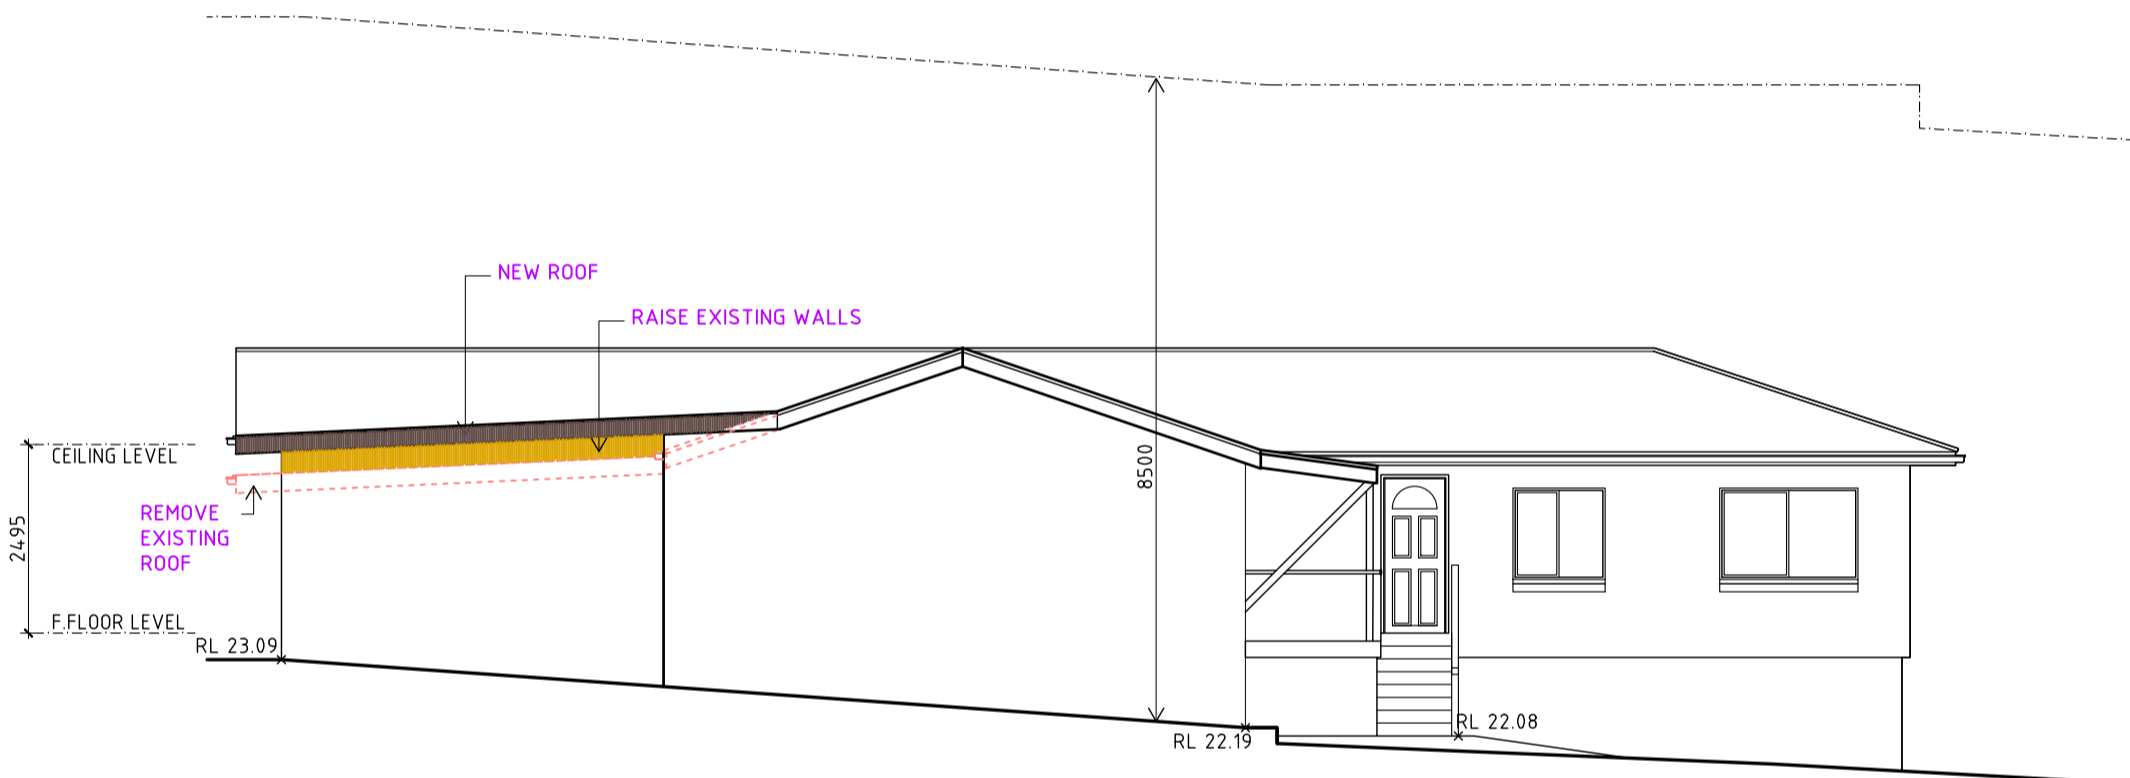 NEW ROOF
RAISE EXISTING WALLS
CEILING LEVEL
8500
REMOVE
EXISTING
ROOF
2495
F.FLOOR LEVEL
RL 23.09
RL 22.08
RL 22.19